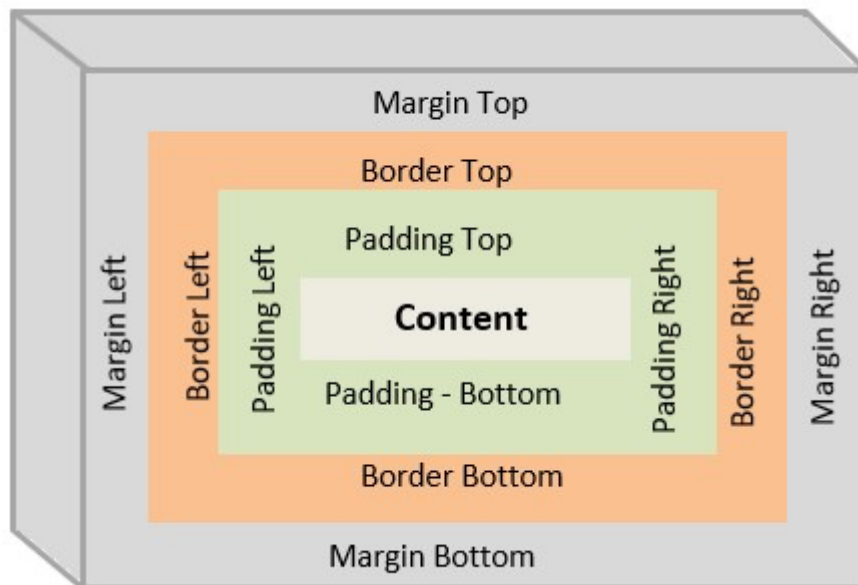 Margin Top
Border Top
Padding Top
Margin Left
Border Left
Padding Left
Content
Padding Right
Border Right
Margin Right
Padding - Bottom
Border Bottom
Margin Bottom